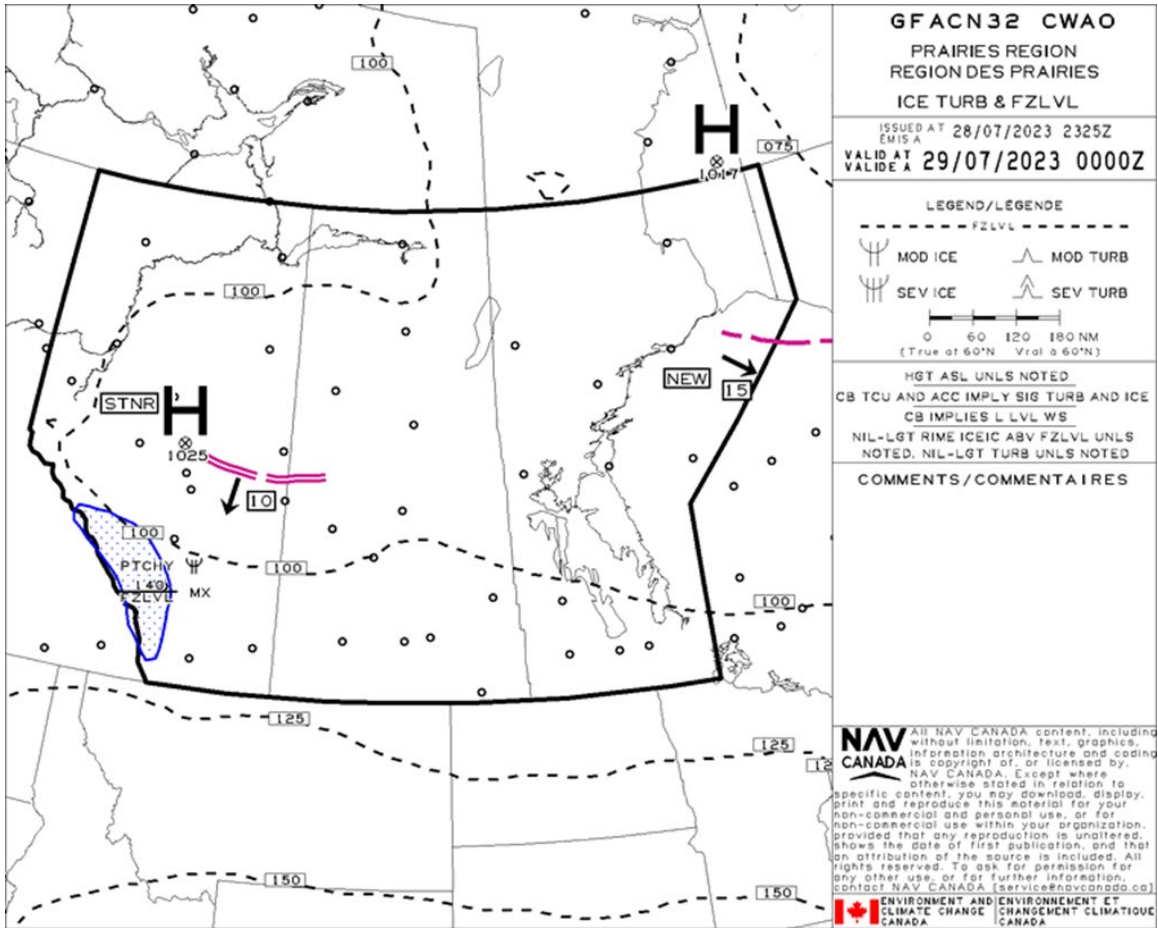 GFACN32 CWAO
PRAIRIES REGION
REGION DES PRAIRIES
ICE TURB & FZLVL
ISSUED AT 28/07/2023 2325Z
EMIS A
VALID AT 29/07/2023 0000Z
VALIDE A
LEGEND/LÉGENDE
FZLVL
MOD ICE MOD TURB
SEV ICE SEV TURB
0 60 120 180 NM
(True at 60°N Vrai à 60°N)
HGT ASL UNLS NOTED
CB TCU AND ACC IMPLY SIG TURB AND ICE
CB IMPLIES L LVL WS
NIL-LGT RIME ICEIC ABV FZLVL UNLS
NOTED. NIL-LGT TURB UNLS NOTED
COMMENTS/COMMENTAIRES
100
H
1017
075
100
STNR H
1025
10
NEW
15
100
PTCHY
140
FZLVL MX
100
100
125
125
12
150
150
NAV
CANADA
All NAV CANADA content, including
without limitation, text, graphics,
information architecture and coding
is copyright of, or licensed by,
NAV CANADA. Except where
otherwise stated in relation to
specific content, you may download, display,
print and reproduce this material for your
non-commercial and personal use, or for
non-commercial use within your organization,
provided that any reproduction is unaltered,
shows the date of first publication, and that
an attribution of the source is included. All
rights reserved. To ask for permission for
any other use, or for further information,
contact NAV CANADA [service@navcanada.ca]
ENVIRONMENT AND
CLIMATE CHANGE
CANADA
ENVIRONNEMENT ET
CHANGEMENT CLIMATIQUE
CANADA